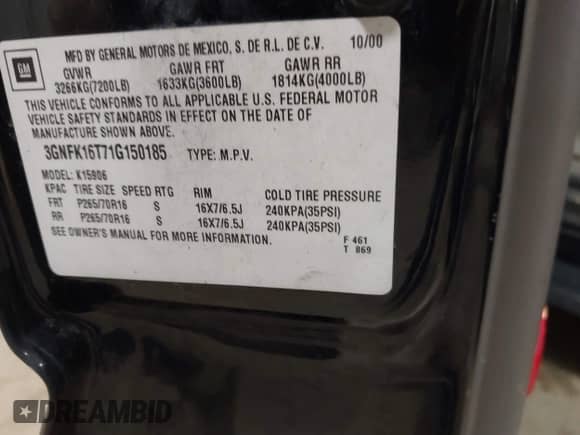 GM
MFD BY GENERAL MOTORS DE MEXICO, S. DE R.L. DE C.V. 10/00
GVWR GAWR FRT GAWR RR
3266KG(7200LB) 1633KG(3600LB) 1814KG(4000LB)
THIS VEHICLE CONFORMS TO ALL APPLICABLE U.S. FEDERAL MOTOR
VEHICLE SAFETY STANDARDS IN EFFECT ON THE DATE OF
MANUFACTURE SHOWN ABOVE.
3GNFK16T71G150185 TYPE: M.P.V.
MODEL: K15906
KPAC TIRE SIZE SPEED RTG RIM COLD TIRE PRESSURE
FRT P265/70R16 S 16X7/6.5J 240KPA(35PSI)
RR P265/70R16 S 16X7/6.5J 240KPA(35PSI)
SEE OWNER'S MANUAL FOR MORE INFORMATION.
F 461
T 869
DREAMBID